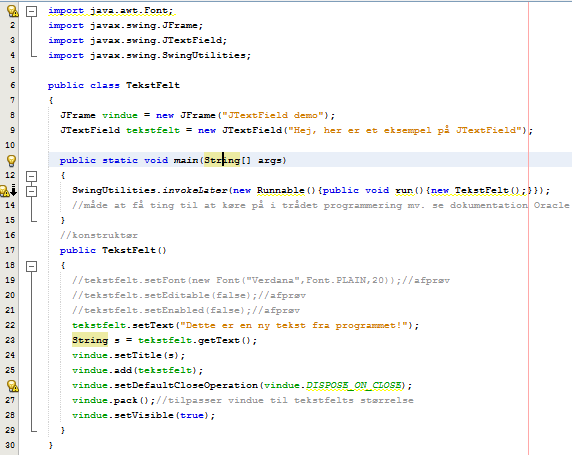 import java.awt.Font;
2 import javax.swing.JFrame;
3 import javax.swing.JTextField;
4 import javax.swing.SwingUtilities;
5
6 public class TekstFelt
7 {
8 JFrame vindue = new JFrame("JTextField demo");
9 JTextField tekstfelt = new JTextField("Hej, her er et eksempel på JTextField");
10
public static void main(String[] args)
12 {
SwingUtilities.invokeLater(new Runnable(){public void run(){new TekstFelt();}});
14 //måde at få ting til at køre på i trådet programmering mv. se dokumentation Oracle
15 }
16 //konstruktør
17 public TekstFelt()
18 {
19 //tekstfelt.setFont(new Font("Verdana",Font.PLAIN,20));//afprøv
20 //tekstfelt.setEditable(false);//afprøv
21 //tekstfelt.setEnabled(false);//afprøv
22 tekstfelt.setText("Dette er en ny tekst fra programmet!");
23 String s = tekstfelt.getText();
24 vindue.setTitle(s);
25 vindue.add(tekstfelt);
vindue.setDefaultCloseOperation(vindue.DISPOSE_ON_CLOSE);
27 vindue.pack();//tilpasser vindue til tekstfelts størrelse
28 vindue.setVisible(true);
29 }
30 }